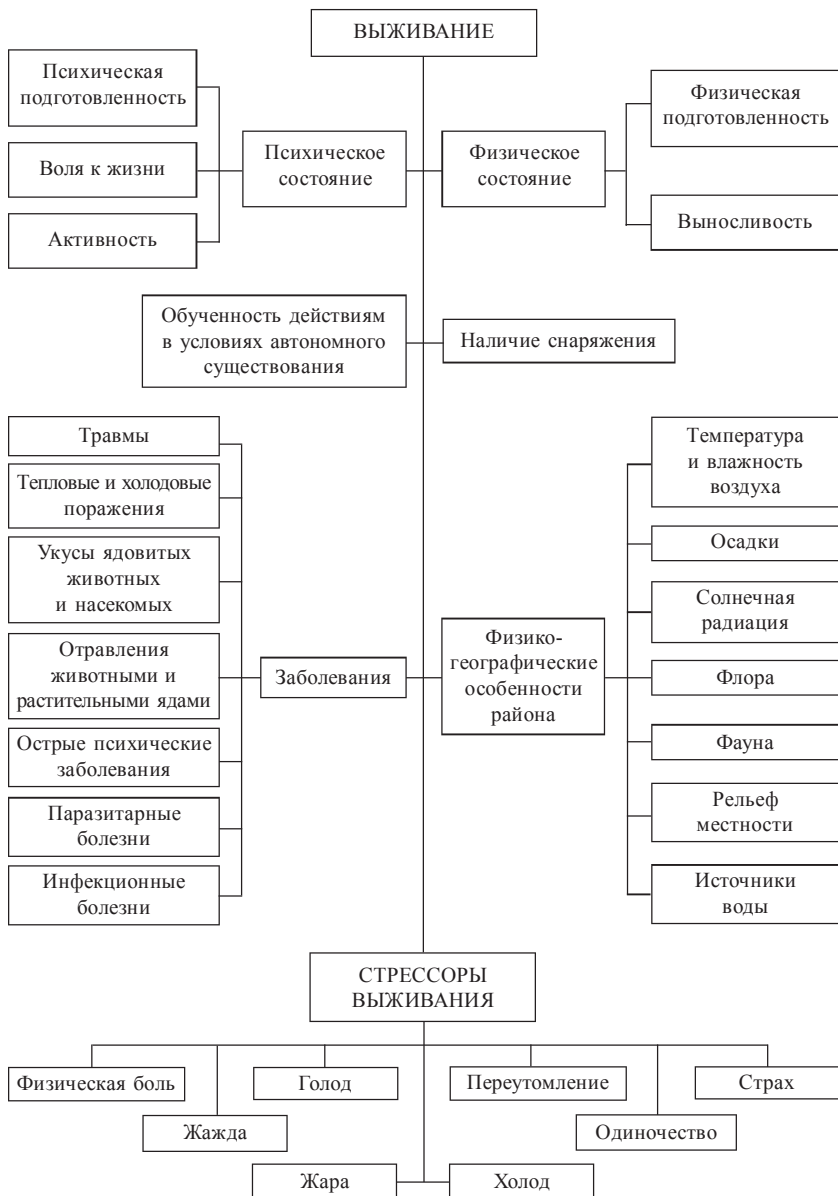 ВЫЖИВАНИЕ
Психическая
подготовленность
Воля к жизни
Активность
Психическое
состояние
Физическое
состояние
Физическая
подготовленность
Выносливость
Обученность действиям
в условиях автономного
существования
Наличие снаряжения
Травмы
Тепловые и холодовые
поражения
Укусы ядовитых
животных
и насекомых
Отравления
животными и
растительными ядами
Острые психические
заболевания
Паразитарные
болезни
Инфекционные
болезни
Заболевания
Физико-
географические
особенности
района
Температура
и влажность
воздуха
Осадки
Солнечная
радиация
Флора
Фауна
Рельеф
местности
Источники
воды
СТРЕССОРЫ
ВЫЖИВАНИЯ
Физическая боль
Жажда
Голод
Переутомление
Одиночество
Страх
Жара
Холод